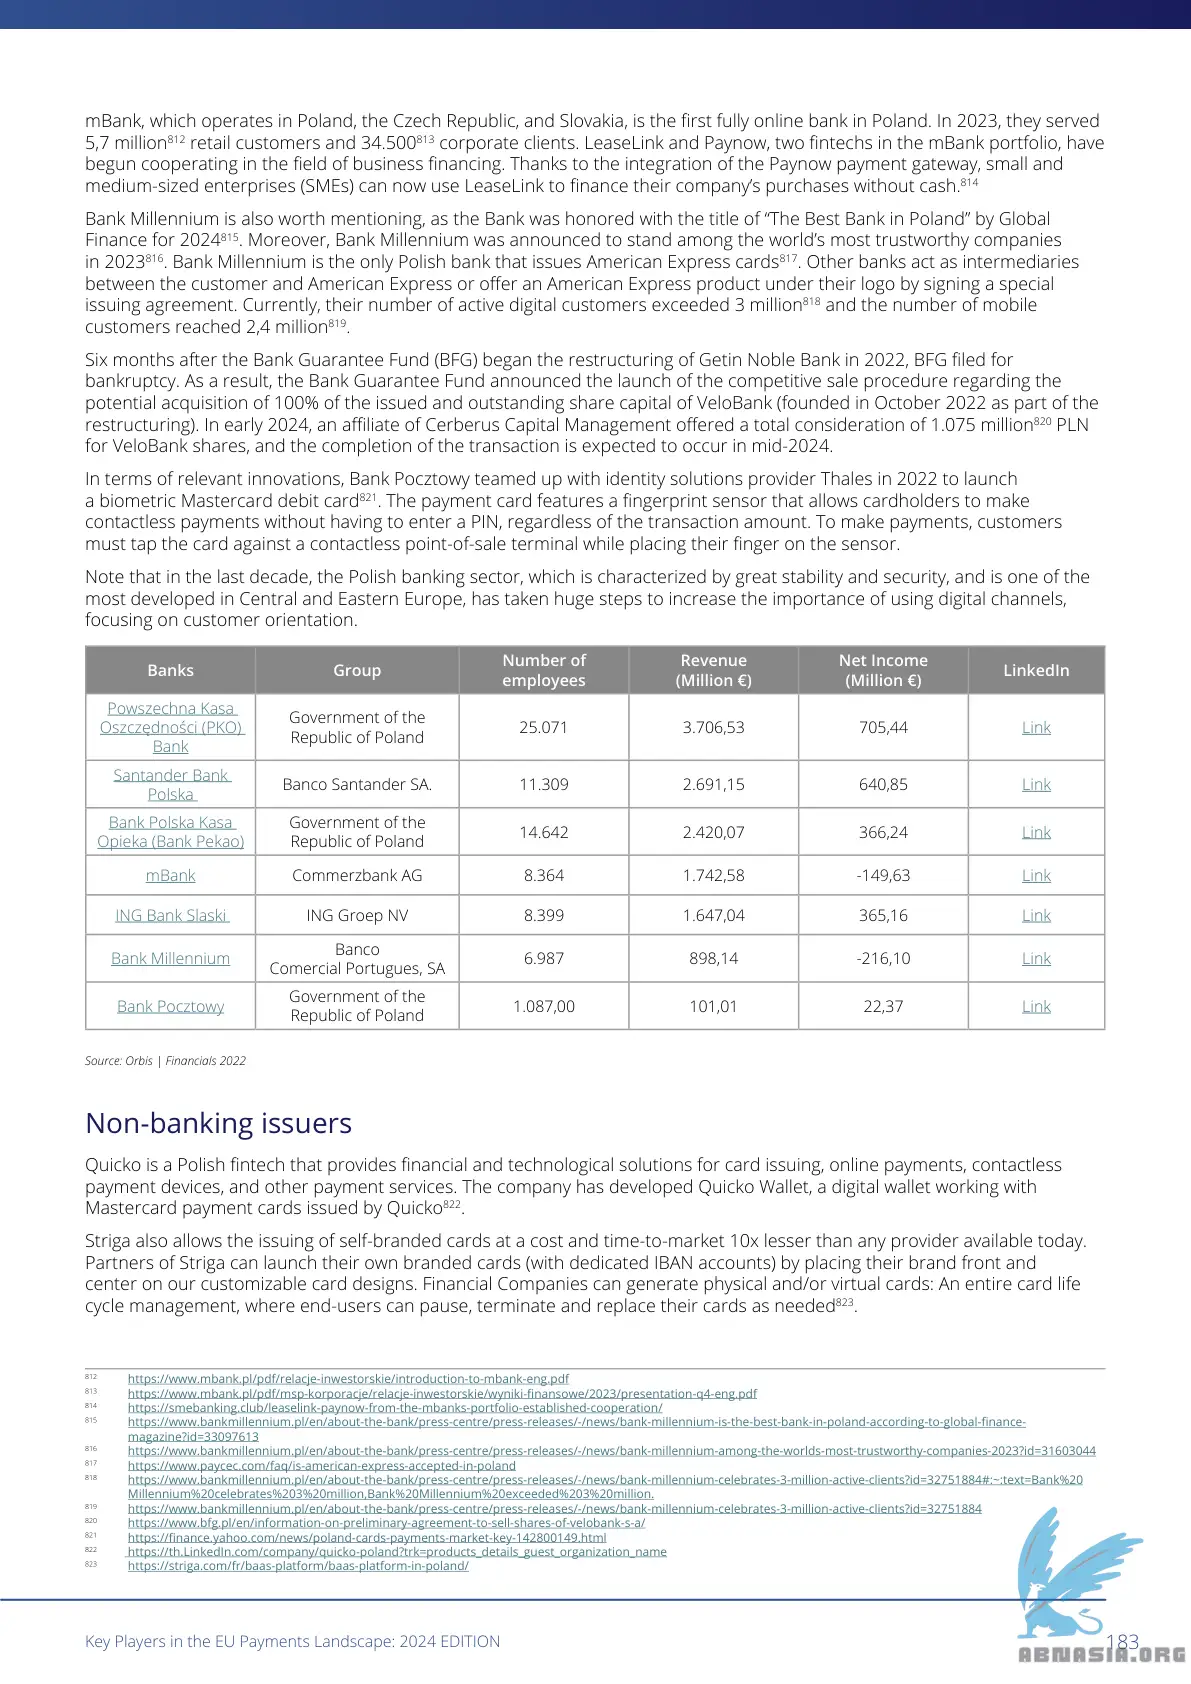 mBank, which operates in Poland, the Czech Republic, and Slovakia, is the first fully online bank in Poland. In 2023, they served
5,7 million812 retail customers and 34.500813 corporate clients. LeaseLink and Paynow, two fintechs in the mBank portfolio, have
begun cooperating in the field of business financing. Thanks to the integration of the Paynow payment gateway, small and
medium-sized enterprises (SMEs) can now use LeaseLink to finance their company's purchases without cash.814
Bank Millennium is also worth mentioning, as the Bank was honored with the title of “The Best Bank in Poland” by Global
Finance for 2024815. Moreover, Bank Millennium was announced to stand among the world's most trustworthy companies
in 2023816. Bank Millennium is the only Polish bank that issues American Express cards817. Other banks act as intermediaries
between the customer and American Express or offer an American Express product under their logo by signing a special
issuing agreement. Currently, their number of active digital customers exceeded 3 million818 and the number of mobile
customers reached 2,4 million819.
Six months after the Bank Guarantee Fund (BFG) began the restructuring of Getin Noble Bank in 2022, BFG filed for
bankruptcy. As a result, the Bank Guarantee Fund announced the launch of the competitive sale procedure regarding the
potential acquisition of 100% of the issued and outstanding share capital of VeloBank (founded in October 2022 as part of the
restructuring). In early 2024, an affiliate of Cerberus Capital Management offered a total consideration of 1.075 million820 PLN
for VeloBank shares, and the completion of the transaction is expected to occur in mid-2024.
In terms of relevant innovations, Bank Pocztowy teamed up with identity solutions provider Thales in 2022 to launch
a biometric Mastercard debit card821. The payment card features a fingerprint sensor that allows cardholders to make
contactless payments without having to enter a PIN, regardless of the transaction amount. To make payments, customers
must tap the card against a contactless point-of-sale terminal while placing their finger on the sensor.
Note that in the last decade, the Polish banking sector, which is characterized by great stability and security, and is one of the
most developed in Central and Eastern Europe, has taken huge steps to increase the importance of using digital channels,
focusing on customer orientation.
Banks Group Number of employees Revenue (Million €) Net Income (Million €) LinkedIn
Powszechna Kasa Oszczędności (PKO) Bank Government of the Republic of Poland 25.071 3.706,53 705,44 Link
Santander Bank Polska Banco Santander SA. 11.309 2.691,15 640,85 Link
Bank Polska Kasa Opieka (Bank Pekao) Government of the Republic of Poland 14.642 2.420,07 366,24 Link
mBank Commerzbank AG 8.364 1.742,58 -149,63 Link
ING Bank Slaski ING Groep NV 8.399 1.647,04 365,16 Link
Bank Millennium Banco Comercial Portugues, SA 6.987 898,14 -216,10 Link
Bank Pocztowy Government of the Republic of Poland 1.087,00 101,01 22,37 Link
Source: Orbis | Financials 2022
Non-banking issuers
Quicko is a Polish fintech that provides financial and technological solutions for card issuing, online payments, contactless
payment devices, and other payment services. The company has developed Quicko Wallet, a digital wallet working with
Mastercard payment cards issued by Quicko822.
Striga also allows the issuing of self-branded cards at a cost and time-to-market 10x lesser than any provider available today.
Partners of Striga can launch their own branded cards (with dedicated IBAN accounts) by placing their brand front and
center on our customizable card designs. Financial Companies can generate physical and/or virtual cards: An entire card life
cycle management, where end-users can pause, terminate and replace their cards as needed823.
812 https://www.mbank.pl/pdf/relacje-inwestorskie/introduction-to-mbank-eng.pdf
813 https://www.mbank.pl/pdf/msp-korporacje/relacje-inwestorskie/wyniki-finansowe/2023/presentation-q4-eng.pdf
814 https://smebanking.club/leaselink-paynow-from-the-mbanks-portfolio-established-cooperation/
815 https://www.bankmillennium.pl/en/about-the-bank/press-centre/press-releases/-/news/bank-millennium-is-the-best-bank-in-poland-according-to-global-finance-
magazine?id=33097613
816 https://www.bankmillennium.pl/en/about-the-bank/press-centre/press-releases/-/news/bank-millennium-among-the-worlds-most-trustworthy-companies-2023?id=31603044
817 https://www.paycec.com/faq/is-american-express-accepted-in-poland
818 https://www.bankmillennium.pl/en/about-the-bank/press-centre/press-releases/-/news/bank-millennium-celebrates-3-million-active-clients?id=32751884#:~:text=Bank%20
Millennium%20celebrates%203%20million,Bank%20Millennium%20exceeded%203%20million.
819 https://www.bankmillennium.pl/en/about-the-bank/press-centre/press-releases/-/news/bank-millennium-celebrates-3-million-active-clients?id=32751884
820 https://www.bfg.pl/en/information-on-preliminary-agreement-to-sell-shares-of-velobank-s-a/
821 https://finance.yahoo.com/news/poland-cards-payments-market-key-142800149.html
822 https://th.LinkedIn.com/company/quicko-poland?trk=products_details_guest_organization_name
823 https://striga.com/fr/baas-platform/baas-platform-in-poland/
Key Players in the EU Payments Landscape: 2024 EDITION
183
ABNASIA.ORG